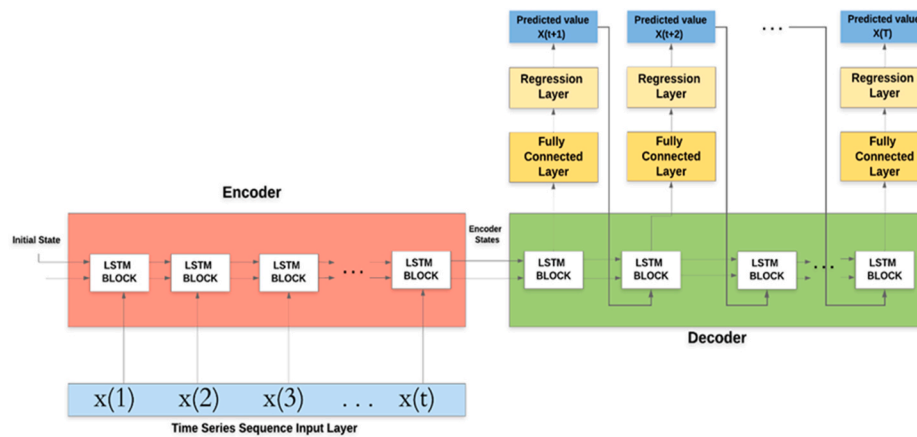 Predicted value
X(t+1)
Predicted value
X(t+2)
...
Predicted value
X(T)
Regression
Layer
Regression
Layer
Regression
Layer
Fully
Connected
Layer
Fully
Connected
Layer
Fully
Connected
Layer
Encoder
Initial State
Encoder
States
LSTM
BLOCK
LSTM
BLOCK
LSTM
BLOCK
...
LSTM
BLOCK
LSTM
BLOCK
LSTM
BLOCK
LSTM
BLOCK
...
LSTM
BLOCK
Decoder
x(1) x(2) x(3) . . . x(t)
Time Series Sequence Input Layer